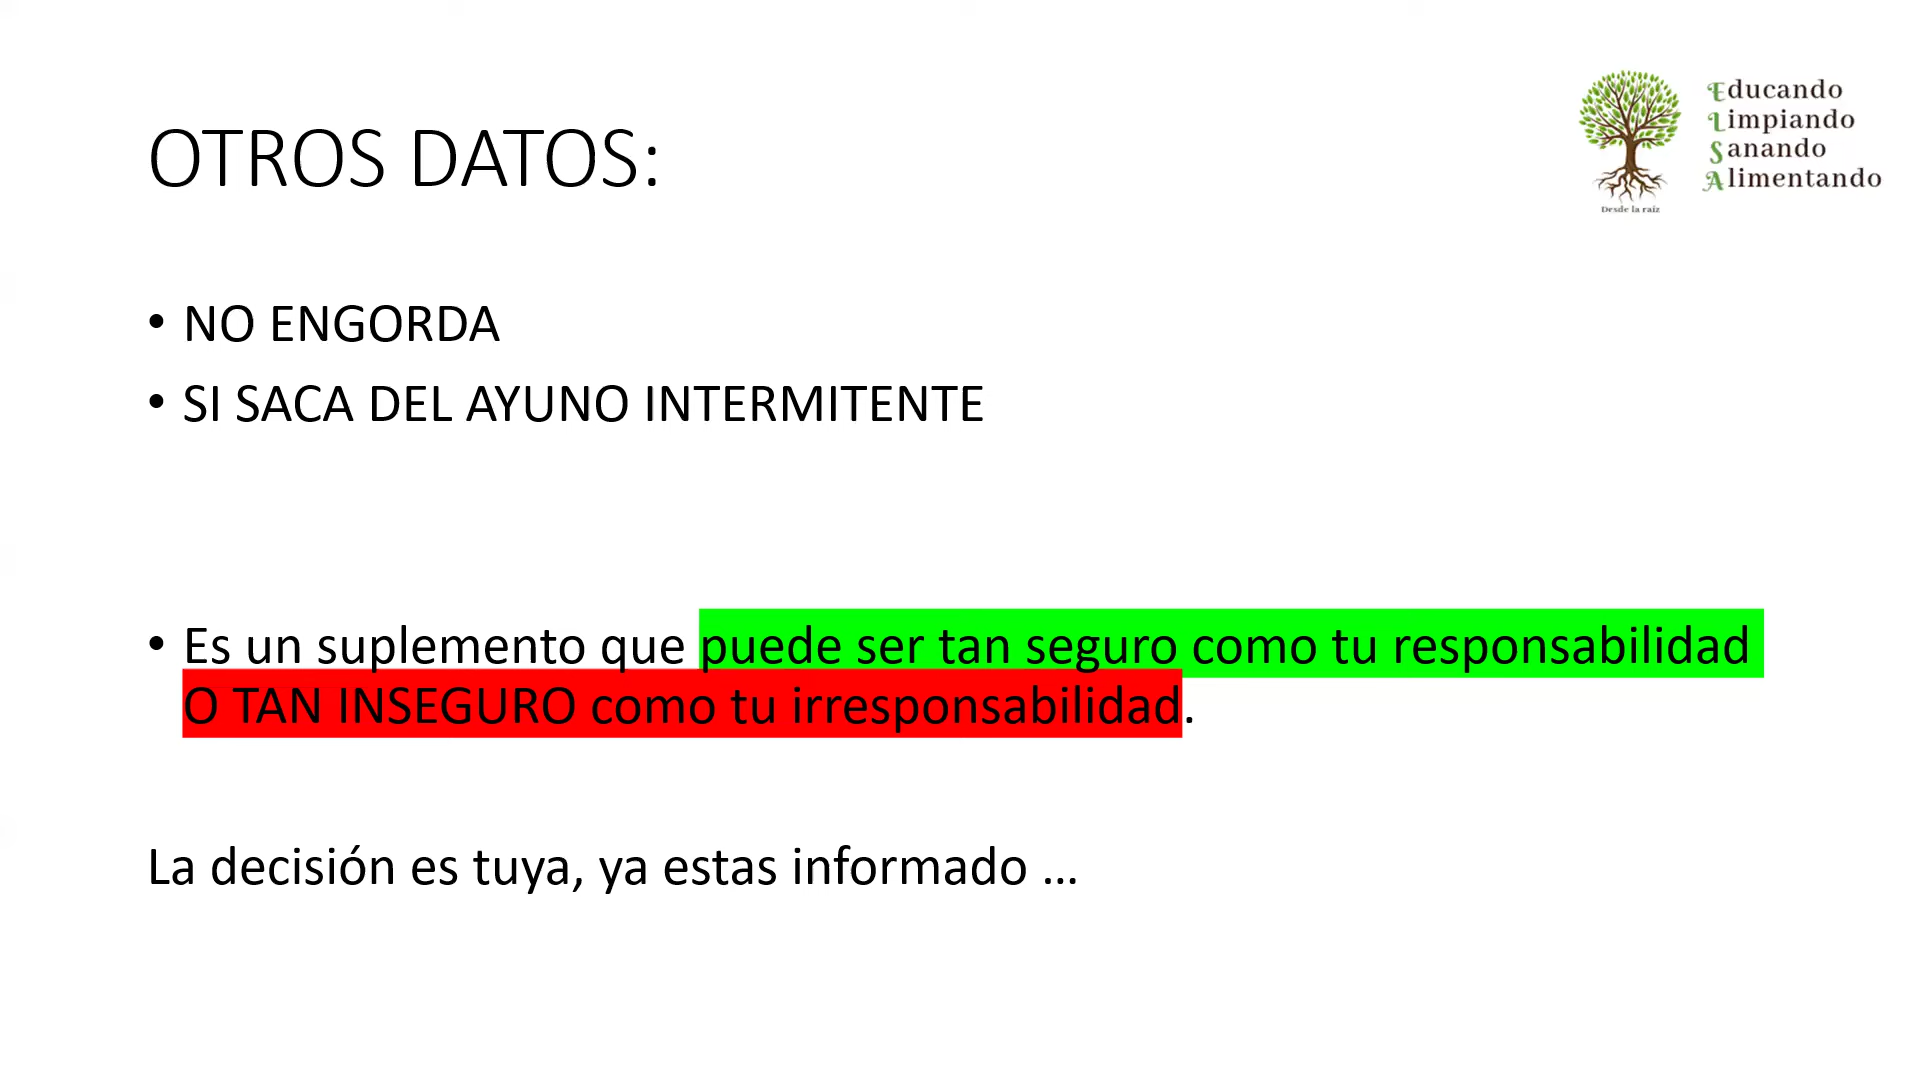 Educando
Limpiando
Sanando
Alimentando
Desde la raíz
OTROS DATOS:
• NO ENGORDA
• SI SACA DEL AYUNO INTERMITENTE
• Es un suplemento que puede ser tan seguro como tu responsabilidad
O TAN INSEGURO como tu irresponsabilidad.
La decisión es tuya, ya estas informado ...